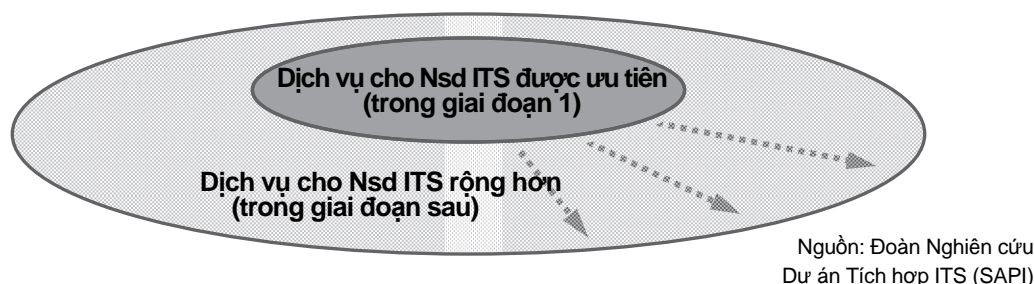 Dịch vụ cho Nsd ITS được ưu tiên
(trong giai đoạn 1)
Dịch vụ cho Nsd ITS rộng hơn
(trong giai đoạn sau)
Nguồn: Đoàn Nghiên cứu
Dự án Tích hợp ITS (SAPI)